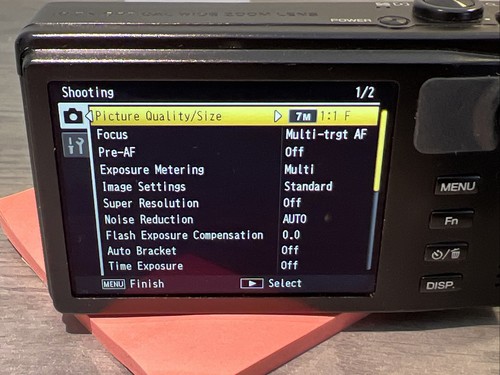 POWER
Shooting 1/2
Picture Quality/Size 7M 1:1 F
Focus Multi-trgt AF
Pre-AF Off
Exposure Metering Multi
Image Settings Standard
Super Resolution Off
Noise Reduction AUTO
Flash Exposure Compensation 0.0
Auto Bracket Off
Time Exposure Off
MENU Finish Select
MENU
Fn
DISP.